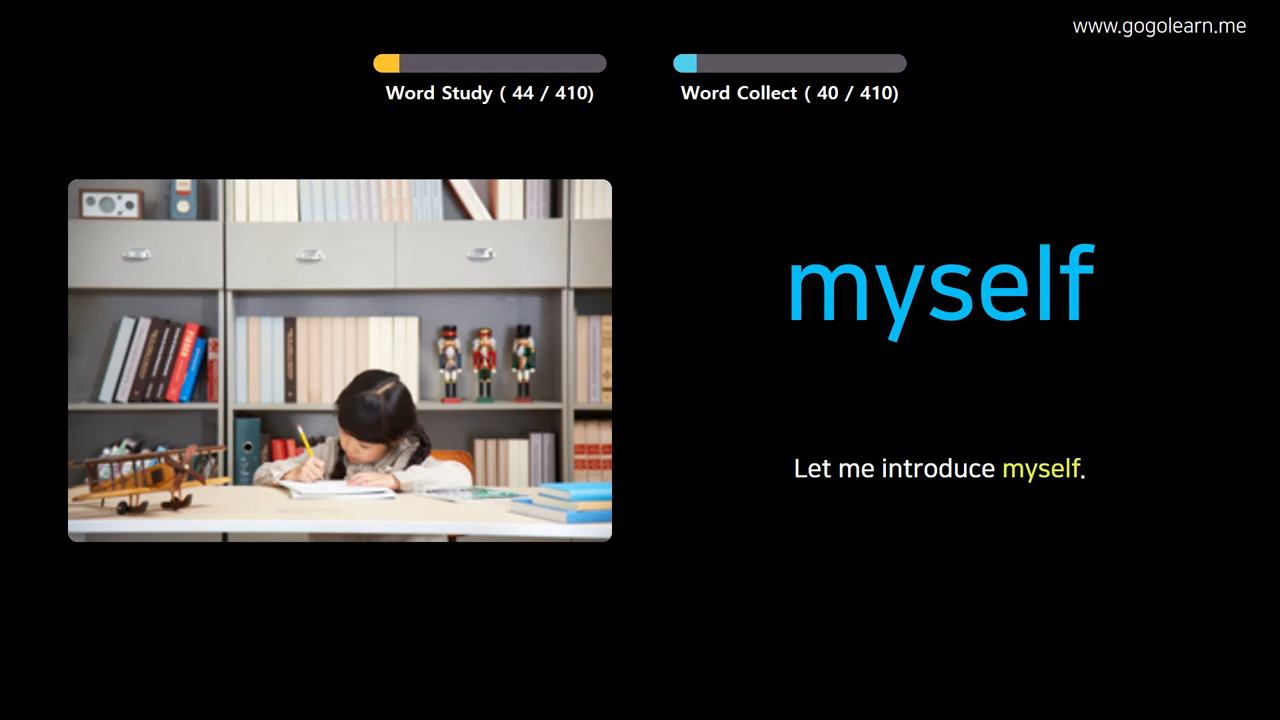 www.gogolearn.me
Word Study ( 44 / 410)
Word Collect ( 40 / 410)
myself
Let me introduce myself.